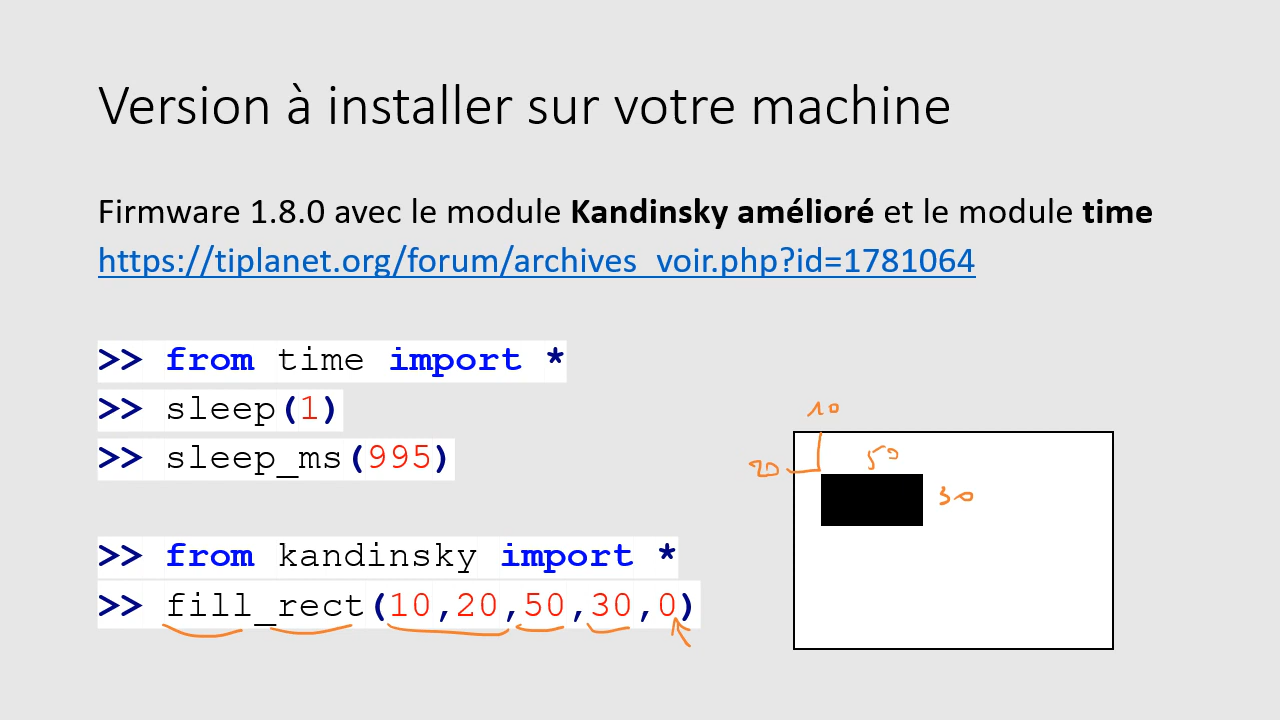 Version à installer sur votre machine
Firmware 1.8.0 avec le module Kandinsky amélioré et le module time
https://tiplanet.org/forum/archives_voir.php?id=1781064
>> from time import *
>> sleep(1)
>> sleep_ms(995)
>> from kandinsky import *
>> fill_rect(10,20,50,30,0)
10
20
50
30